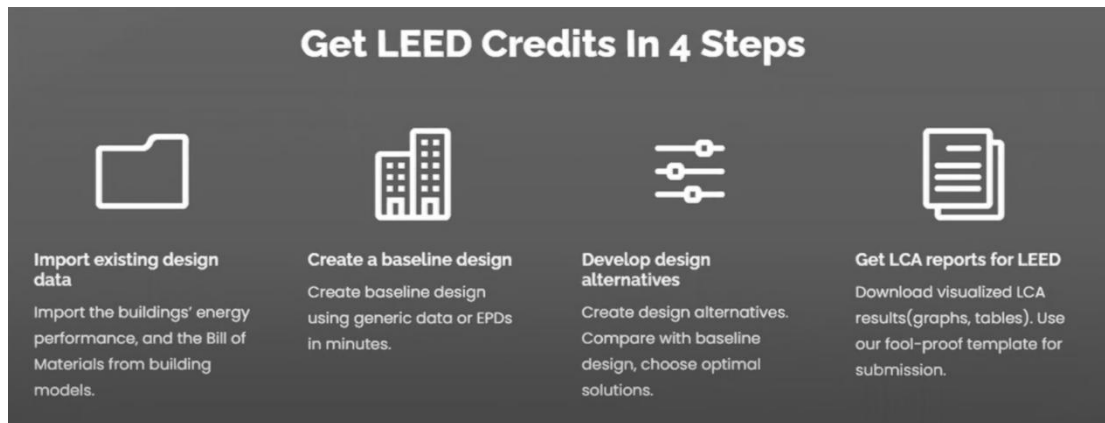 Get LEED Credits In 4 Steps
Import existing design
data
Import the buildings' energy
performance, and the Bill of
Materials from building
models.
Create a baseline design
Create baseline design
using generic data or EPDs
in minutes.
Develop design
alternatives
Create design alternatives.
Compare with baseline
design, choose optimal
solutions.
Get LCA reports for LEED
Download visualized LCA
results(graphs, tables). Use
our fool-proof template for
submission.